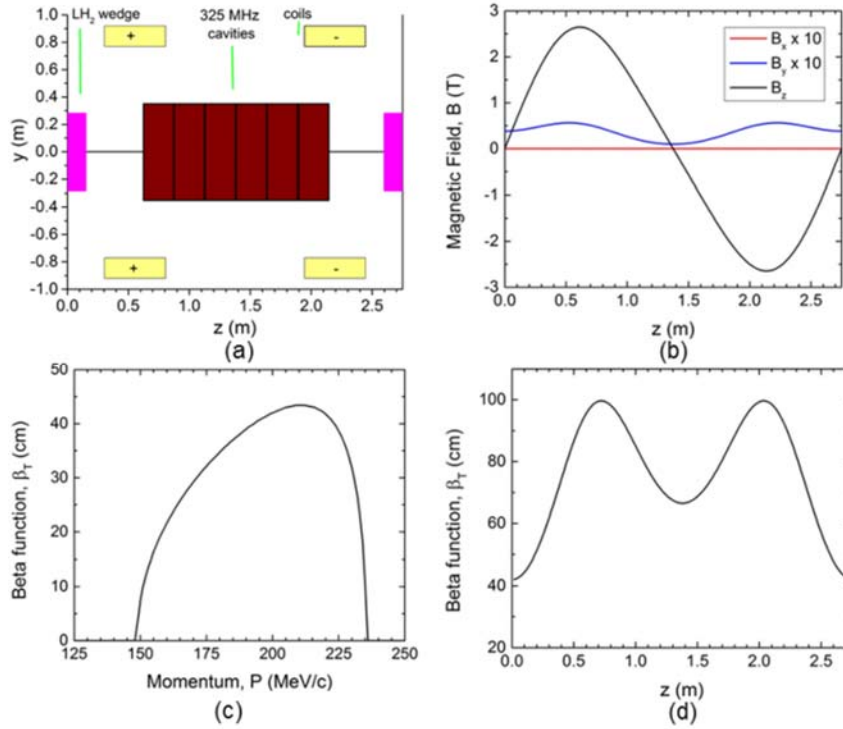 LH2 wedge
325 MHz
cavities
coils
+
-
1.0
0.8
0.6
0.4
0.2
0.0
-0.2
-0.4
-0.6
-0.8
-1.0
y (m)
+
-
0.0 0.5 1.0 1.5 2.0 2.5
z (m)
(a)
Bx x 10
By x 10
Bz
3
2
1
0
-1
-2
-3
Magnetic Field, B (T)
0.0 0.5 1.0 1.5 2.0 2.5
z (m)
(b)
50
40
30
20
10
0
Beta function, βT (cm)
125 150 175 200 225 250
Momentum, P (MeV/c)
(c)
100
80
60
40
20
Beta function, βT (cm)
0.0 0.5 1.0 1.5 2.0 2.5
z (m)
(d)